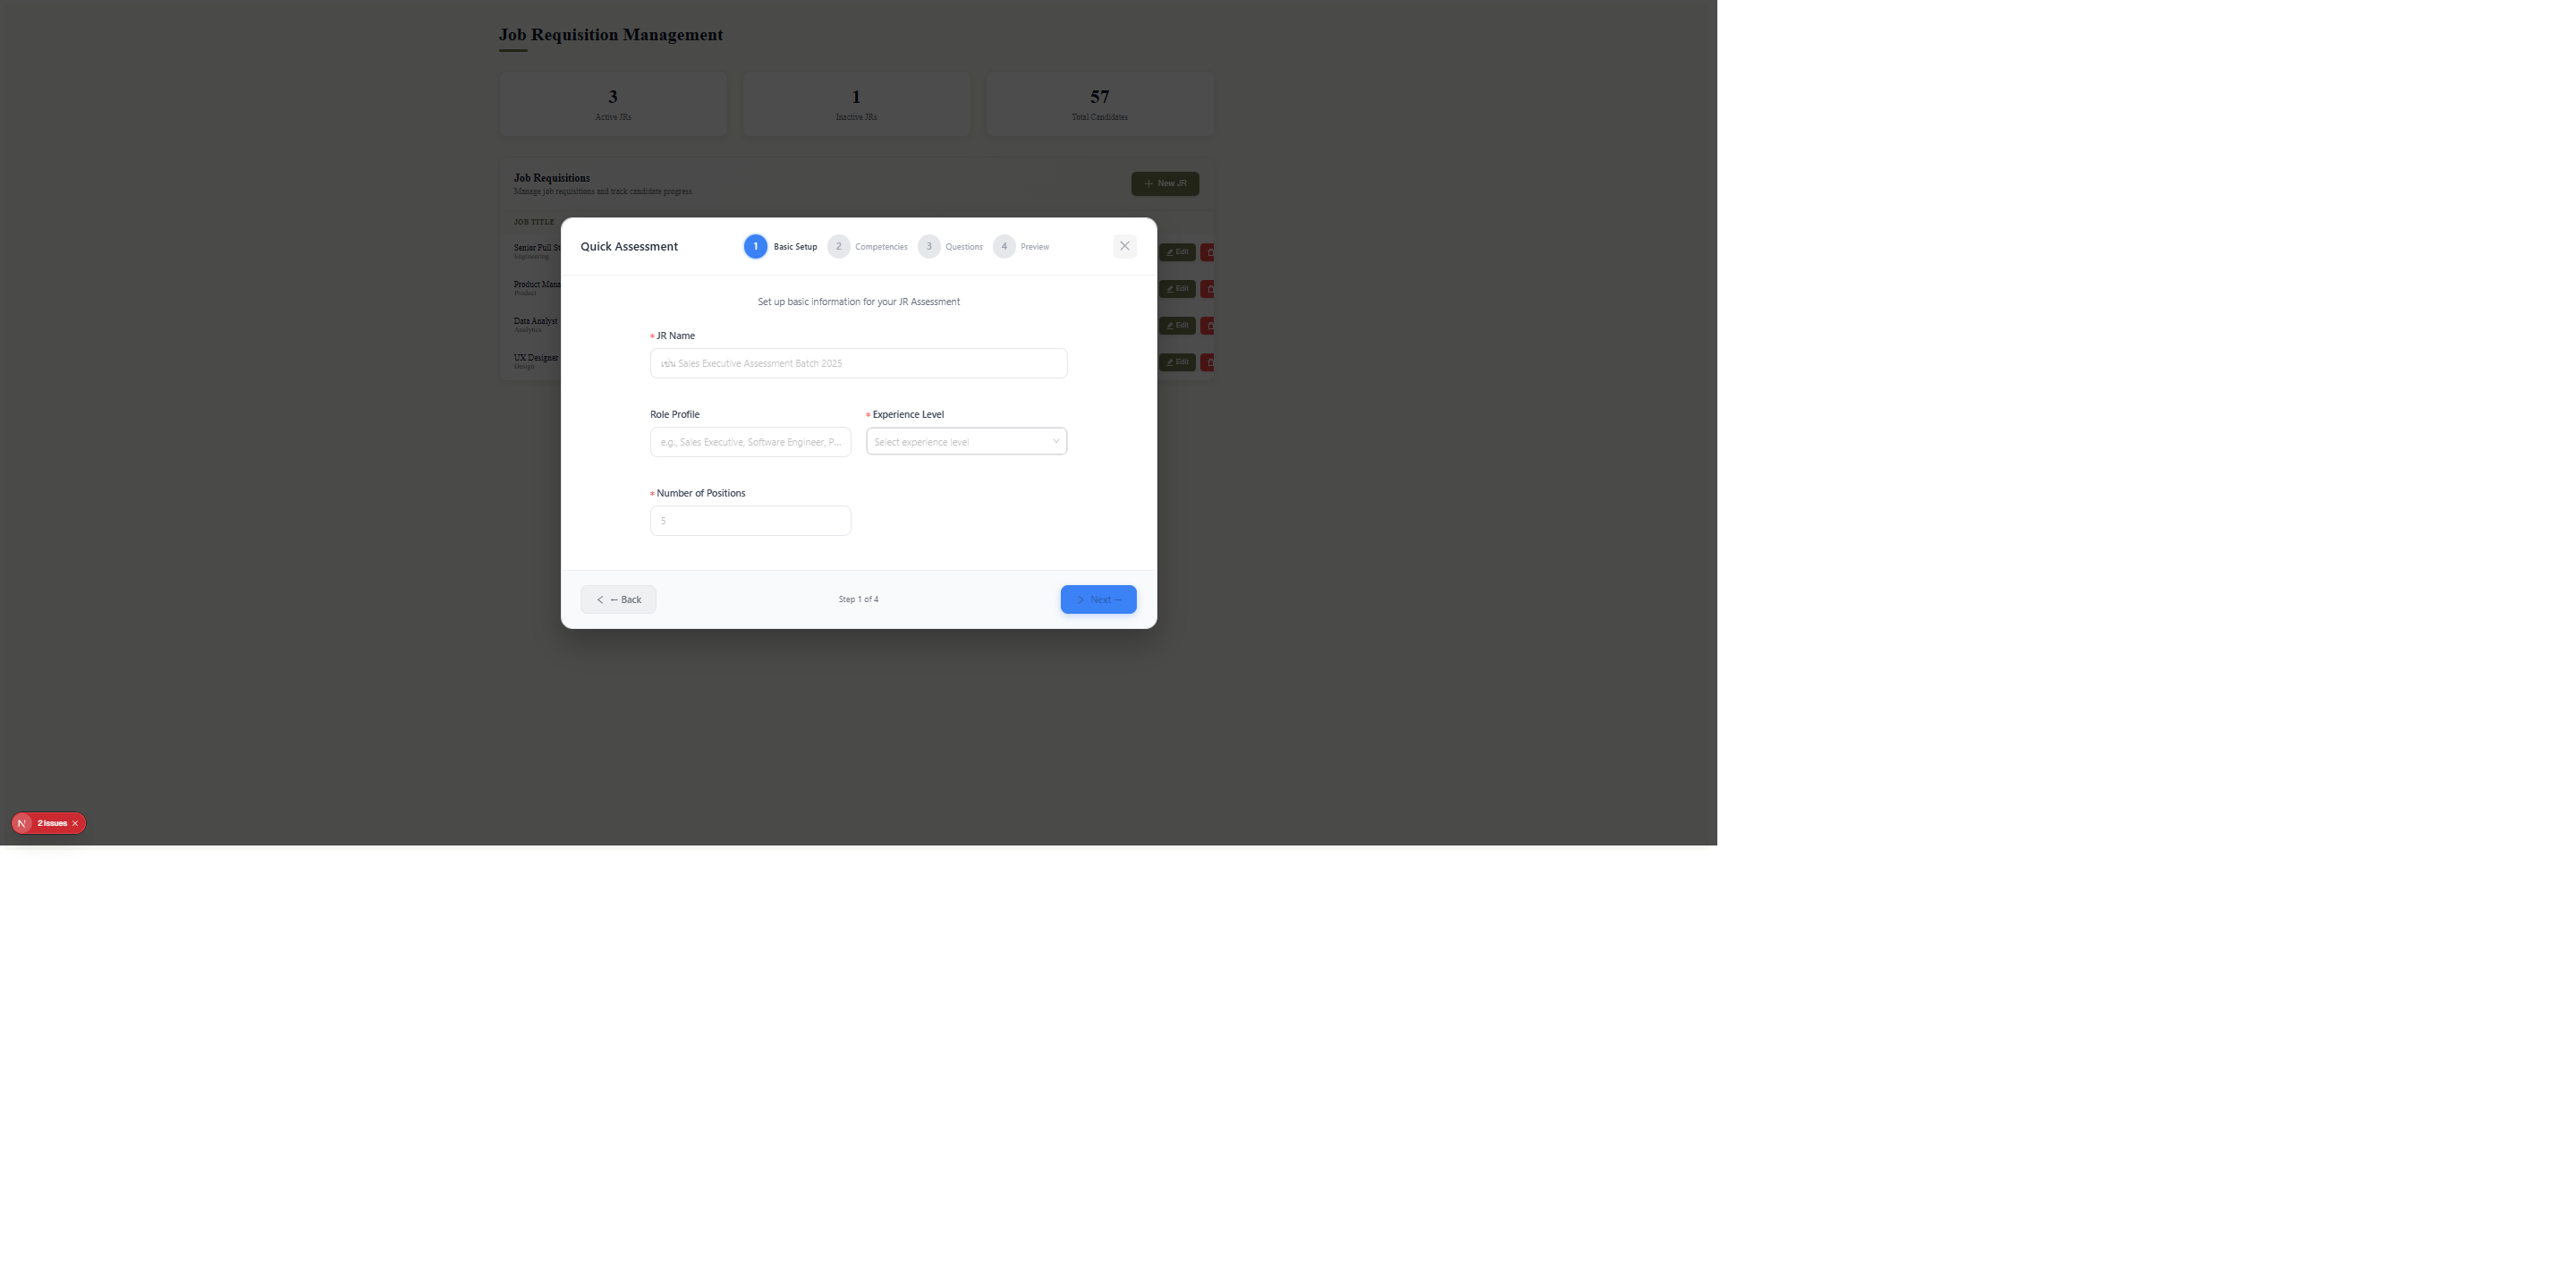 Job Requisition Management
3
Active JRs
1
Inactive JRs
57
Total Candidates
Job Requisitions
Manage job requisitions and track candidate progress
+ New JR
JOB TITLE
Senior Full St
Engineering
Edit
Product Mana
Product
Edit
Data Analyst
Analytics
Edit
UX Designer
Design
Edit
Quick Assessment
1 Basic Setup 2 Competencies 3 Questions 4 Preview
Set up basic information for your JR Assessment
* JR Name
เช่น Sales Executive Assessment Batch 2025
Role Profile
e.g., Sales Executive, Software Engineer, P...
* Experience Level
Select experience level
* Number of Positions
5
← Back
Step 1 of 4
Next →
N 2 Issues